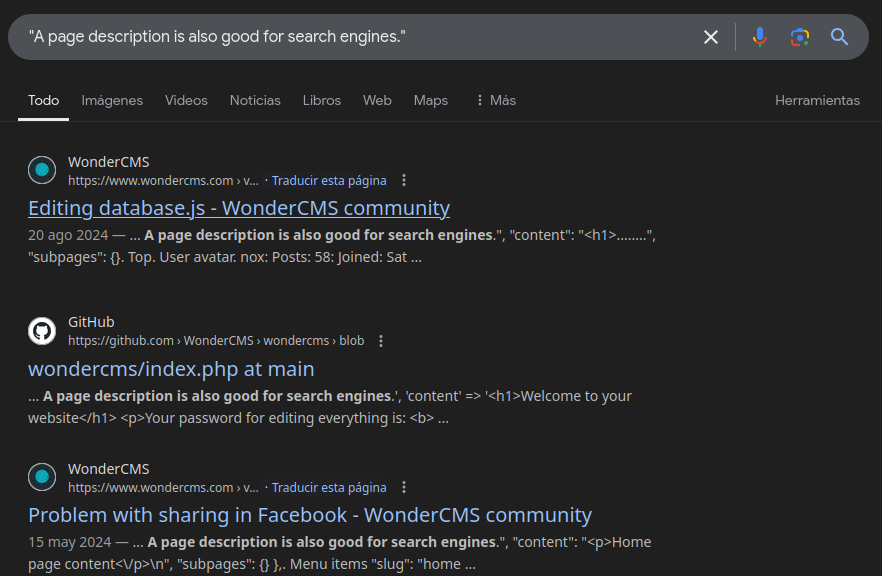 "A page description is also good for search engines."
Todo Imágenes Videos Noticias Libros Web Maps Más Herramientas
WonderCMS
https://www.wondercms.com › v... · Traducir esta página
Editing database.js - WonderCMS community
20 ago 2024 — ... A page description is also good for search engines.", "content": "<h1>........",
"subpages": {}. Top. User avatar. nox: Posts: 58: Joined: Sat ...
GitHub
https://github.com › WonderCMS › wondercms › blob
wondercms/index.php at main
... A page description is also good for search engines.', 'content' => '<h1>Welcome to your
website</h1> <p>Your password for editing everything is: <b> ...
WonderCMS
https://www.wondercms.com › v... · Traducir esta página
Problem with sharing in Facebook - WonderCMS community
15 may 2024 — ... A page description is also good for search engines.", "content": "<p>Home
page content<\/p>\n", "subpages": {} },. Menu items "slug": "home ...